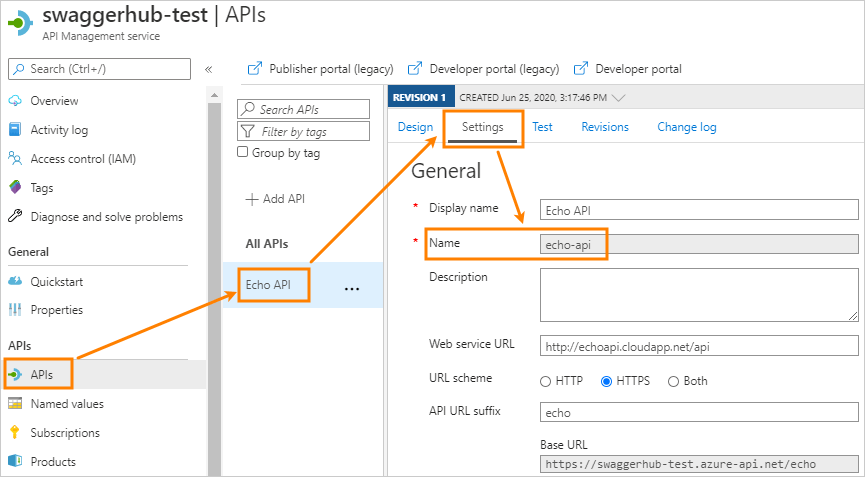 swaggerhub-test | APIs
API Management service
Search (Ctrl+/)
«
Overview
Activity log
Access control (IAM)
Tags
Diagnose and solve problems
General
Quickstart
Properties
APIs
APIs
Named values
Subscriptions
Products
Publisher portal (legacy)
Developer portal (legacy)
Developer portal
Search APIs
Filter by tags
Group by tag
Add API
All APIs
Echo API
...
REVISION 1
CREATED Jun 25, 2020, 3:17:46 PM
Design
Settings
Test
Revisions
Change log
General
* Display name
Echo API
* Name
echo-api
Description
Web service URL
http://echoapi.cloudapp.net/api
URL scheme
HTTP
HTTPS
Both
API URL suffix
echo
Base URL
https://swaggerhub-test.azure-api.net/echo